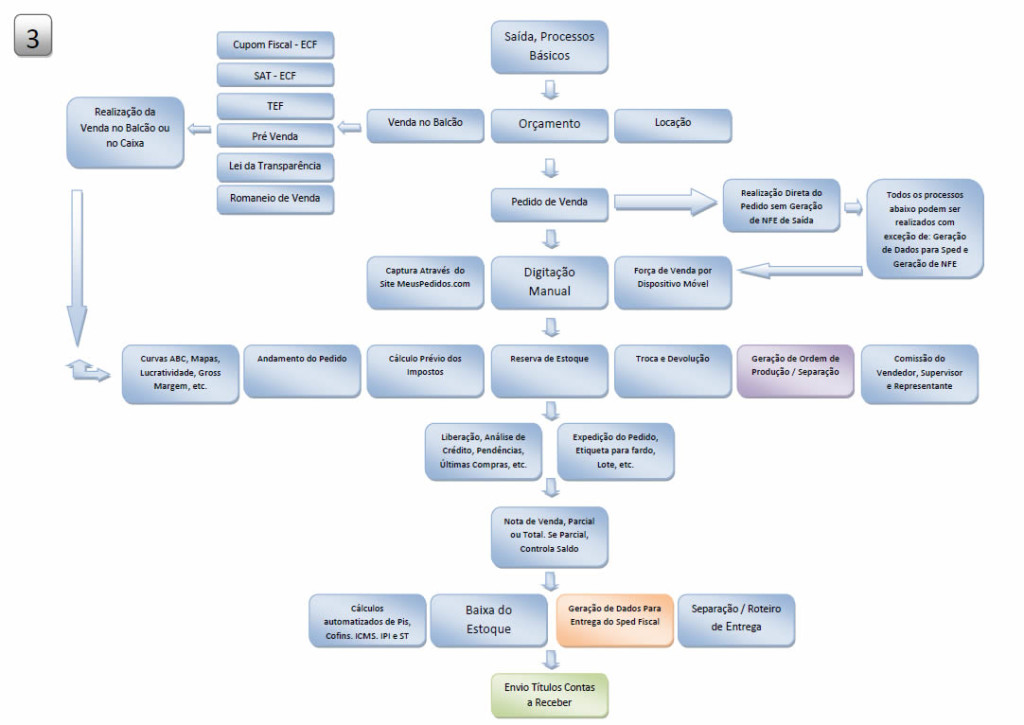 3
Saída, Processos
Básicos
Cupom Fiscal - ECF
SAT - ECF
TEF
Pré Venda
Lei da Transparência
Romaneio de Venda
Realização da
Venda no Balcão ou
no Caixa
Venda no Balcão
Orçamento
Locação
Pedido de Venda
Realização Direta do
Pedido sem Geração
de NFE de Saída
Todos os processos
abaixo podem ser
realizados com
exceção de: Geração
de Dados para Sped e
Geração de NFE
Captura Através do
Site MeusPedidos.com
Digitação
Manual
Força de Venda por
Dispositivo Móvel
Curvas ABC, Mapas,
Lucratividade, Gross
Margem, etc.
Andamento do Pedido
Cálculo Prévio dos
Impostos
Reserva de Estoque
Troca e Devolução
Geração de Ordem de
Produção / Separação
Comissão do
Vendedor, Supervisor
e Representante
Liberação, Análise de
Crédito, Pendências,
Últimas Compras, etc.
Expedição do Pedido,
Etiqueta para fardo,
Lote, etc.
Nota de Venda, Parcial
ou Total. Se Parcial,
Controla Saldo
Cálculos
automatizados de Pis,
Cofins. ICMS. IPI e ST
Baixa do
Estoque
Geração de Dados Para
Entrega do Sped Fiscal
Separação / Roteiro
de Entrega
Envio Títulos Contas
a Receber